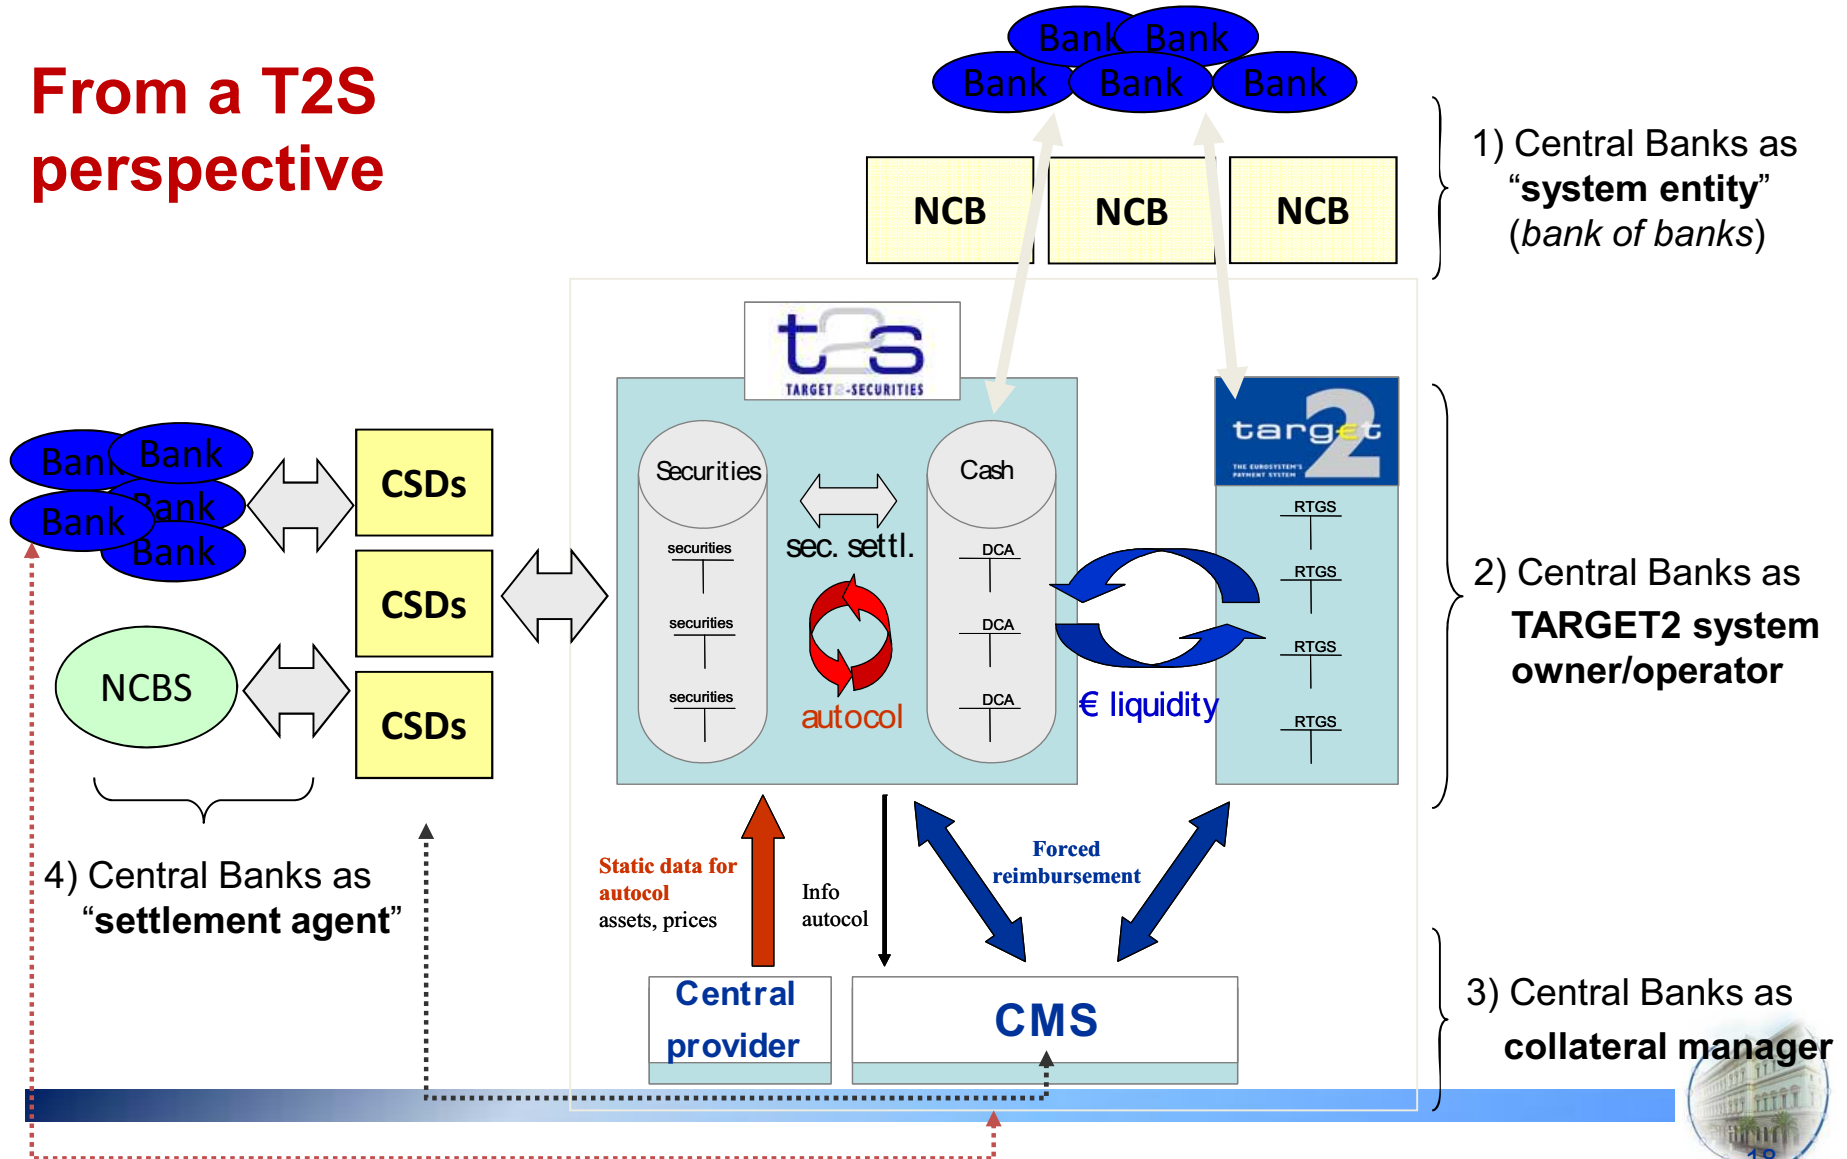 From a T2S
perspective
Bank
Bank
Bank
Bank
Bank
NCB
NCB
NCB
1) Central Banks as
“system entity”
(bank of banks)
t2s
TARGET2-SECURITIES
target2
THE EUROSYSTEM'S
PAYMENT SYSTEM
Bank
Bank
Bank
Bank
Bank
CSDs
CSDs
CSDs
NCBS
Securities
securities
securities
securities
sec. settl.
autocol
Cash
DCA
DCA
DCA
€ liquidity
RTGS
RTGS
RTGS
RTGS
2) Central Banks as
TARGET2 system
owner/operator
4) Central Banks as
“settlement agent”
Static data for
autocol
assets, prices
Info
autocol
Forced
reimbursement
Central
provider
CMS
3) Central Banks as
collateral manager
18